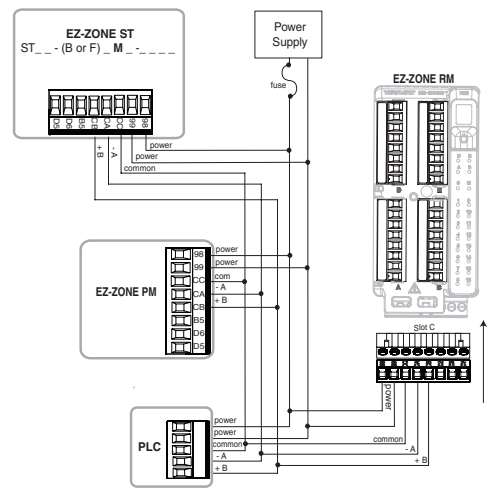 EZ-ZONE ST
ST_ _ - (B or F) _ M _ -_ _ _ _
D5 D6 B5 CB CA CC 99 98
+ B
- A
power
power
common
Power
Supply
fuse
EZ-ZONE RM
D
E
A
B
EZ-ZONE PM
98
99
CC
CA
CB
B5
D6
D5
power
power
com
- A
+ B
Slot C
power
common
- A
+ B
PLC
power
power
common
- A
+ B